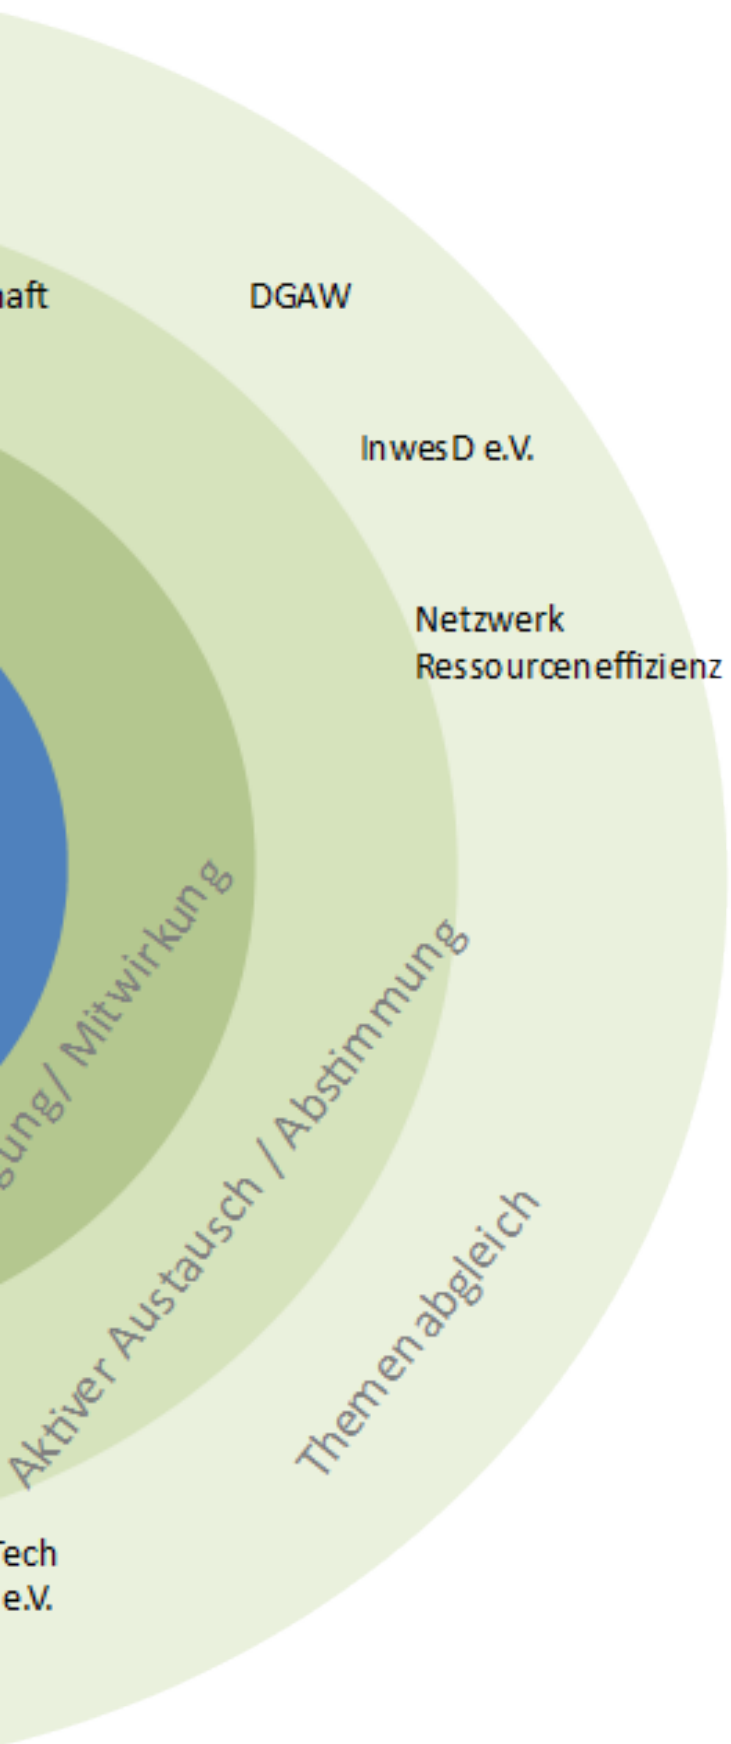 DGAW
InwesD e.V.
Netzwerk
Ressourceneffizienz
/ Mitwirkung
Aktiver Austausch / Abstimmung
Themenabgleich
e.V.